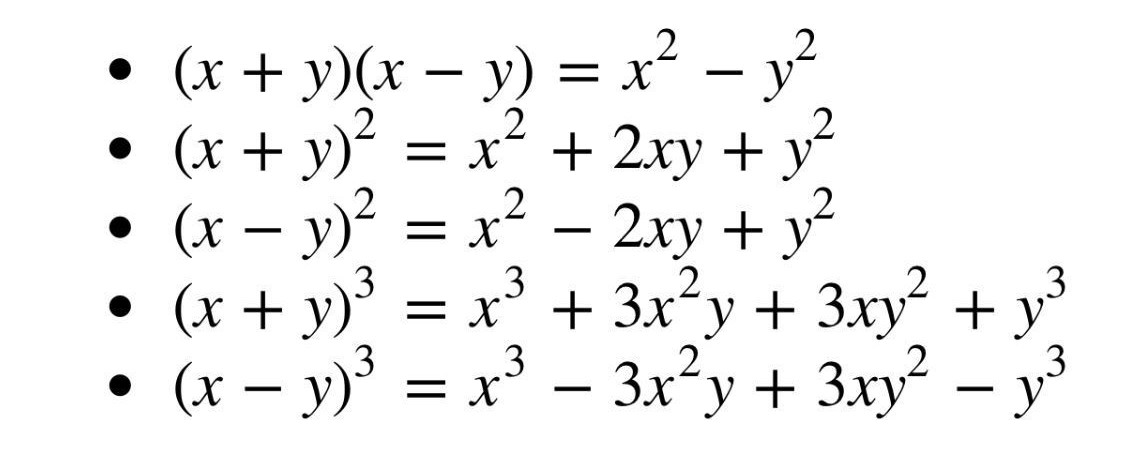 • (x + y)(x − y) = x² − y²
• (x + y)² = x² + 2xy + y²
• (x − y)² = x² − 2xy + y²
• (x + y)³ = x³ + 3x²y + 3xy² + y³
• (x − y)³ = x³ − 3x²y + 3xy² − y³